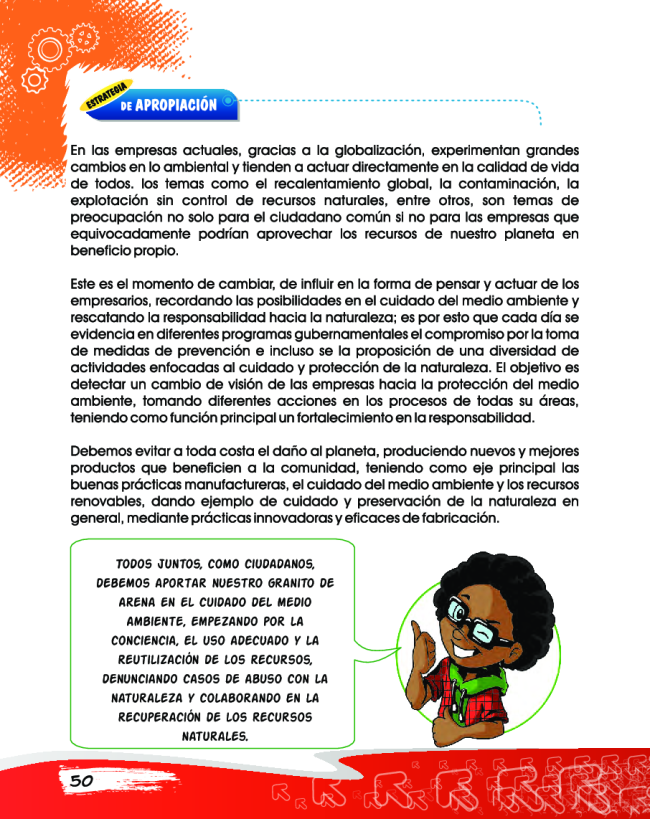 ESTRATEGIA
DE APROPIACIÓN
En las empresas actuales, gracias a la globalización, experimentan grandes
cambios en lo ambiental y tienden a actuar directamente en la calidad de vida
de todos. los temas como el recalentamiento global, la contaminación, la
explotación sin control de recursos naturales, entre otros, son temas de
preocupación no solo para el ciudadano común si no para las empresas que
equivocadamente podrían aprovechar los recursos de nuestro planeta en
beneficio propio.
Este es el momento de cambiar, de influir en la forma de pensar y actuar de los
empresarios, recordando las posibilidades en el cuidado del medio ambiente y
rescatando la responsabilidad hacia la naturaleza; es por esto que cada día se
evidencia en diferentes programas gubernamentales el compromiso por la toma
de medidas de prevención e incluso se la proposición de una diversidad de
actividades enfocadas al cuidado y protección de la naturaleza. El objetivo es
detectar un cambio de visión de las empresas hacia la protección del medio
ambiente, tomando diferentes acciones en los procesos de todas su áreas,
teniendo como función principal un fortalecimiento en la responsabilidad.
Debemos evitar a toda costa el daño al planeta, produciendo nuevos y mejores
productos que beneficien a la comunidad, teniendo como eje principal las
buenas prácticas manufactureras, el cuidado del medio ambiente y los recursos
renovables, dando ejemplo de cuidado y preservación de la naturaleza en
general, mediante prácticas innovadoras y eficaces de fabricación.
TODOS JUNTOS, COMO CIUDADANOS,
DEBEMOS APORTAR NUESTRO GRANITO DE
ARENA EN EL CUIDADO DEL MEDIO
AMBIENTE, EMPEZANDO POR LA
CONCIENCIA, EL USO ADECUADO Y LA
REUTILIZACIÓN DE LOS RECURSOS,
DENUNCIANDO CASOS DE ABUSO CON LA
NATURALEZA Y COLABORANDO EN LA
RECUPERACIÓN DE LOS RECURSOS
NATURALES.
50